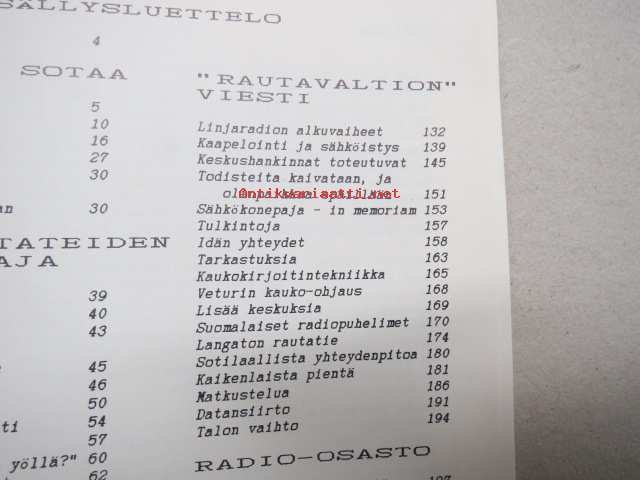 SÄLLYSLUETTELO
4
SOTAA
5
10
16
27
30
an 30
TATEIDEN
AJA
39
40
43
45
46
50
ti 54
57
yöllä?" 60
62
"RAUTAVALTION"
VIESTI
Linjaradion alkuvaiheet 132
Kaapelointi ja sähköistys 139
Keskushankinnat toteutuvat 145
Todisteita kaivataan, ja
151
Antikvariaatti.net
Sähkökonepaja - in memoriam 153
Tulkintoja 157
Idän yhteydet 158
Tarkastuksia 163
Kaukokirjoitintekniikka 165
Veturin kauko-ohjaus 168
Lisää keskuksia 169
Suomalaiset radiopuhelimet 170
Langaton rautatie 174
Sotilaallista yhteydenpitoa 180
Kaikenlaista pientä 181
Matkustelua 186
Datansiirto 191
Talon vaihto 194
RADIO-OSASTO
197